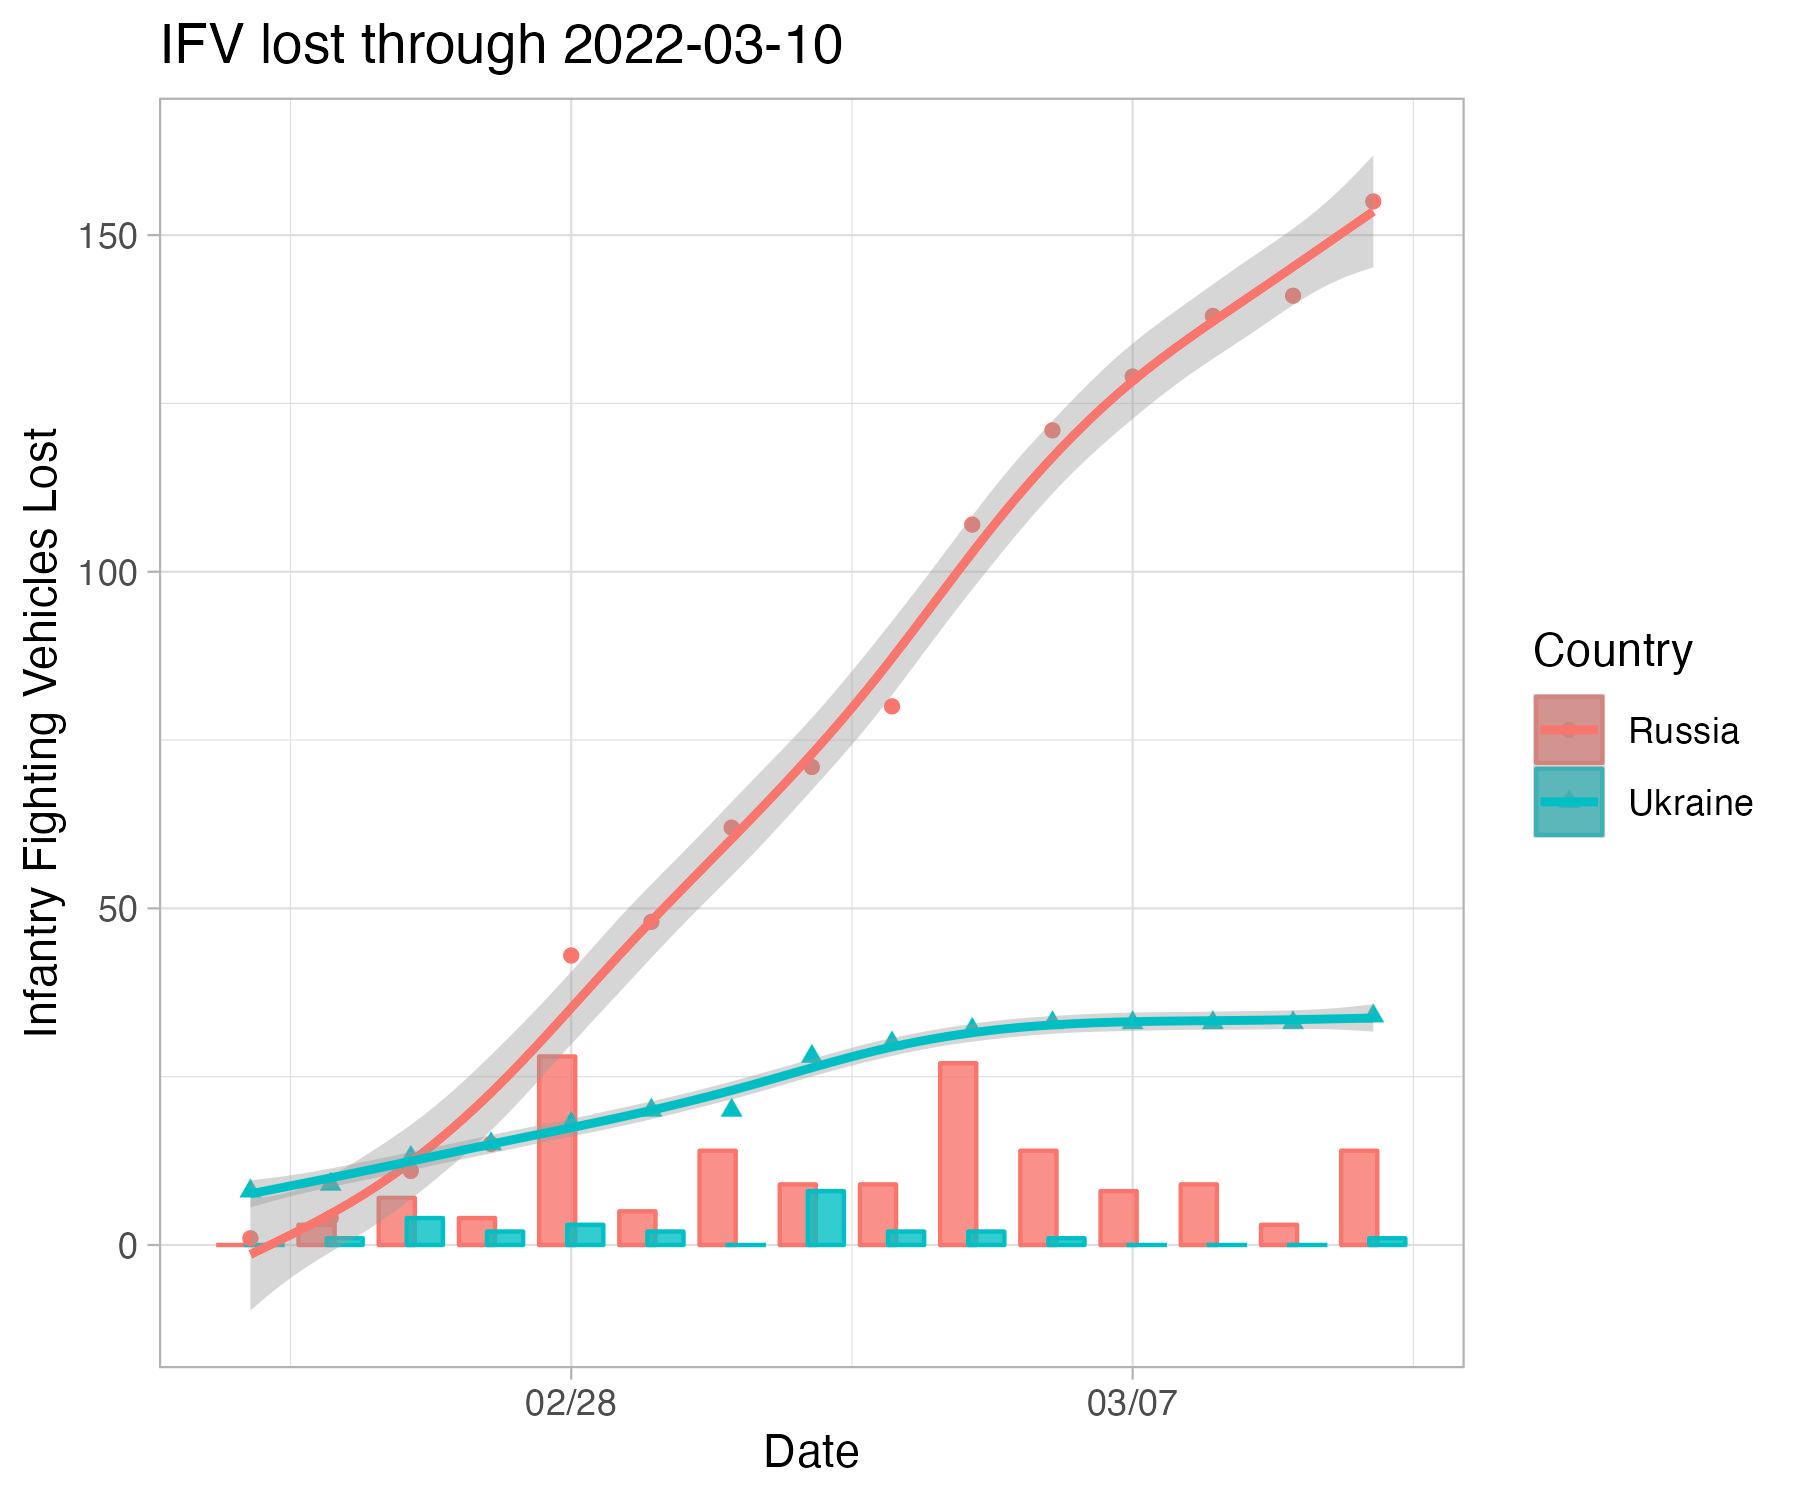 IFV lost through 2022-03-10
Infantry Fighting Vehicles Lost
150
100
50
0
02/28
03/07
Date
Country
Russia
Ukraine